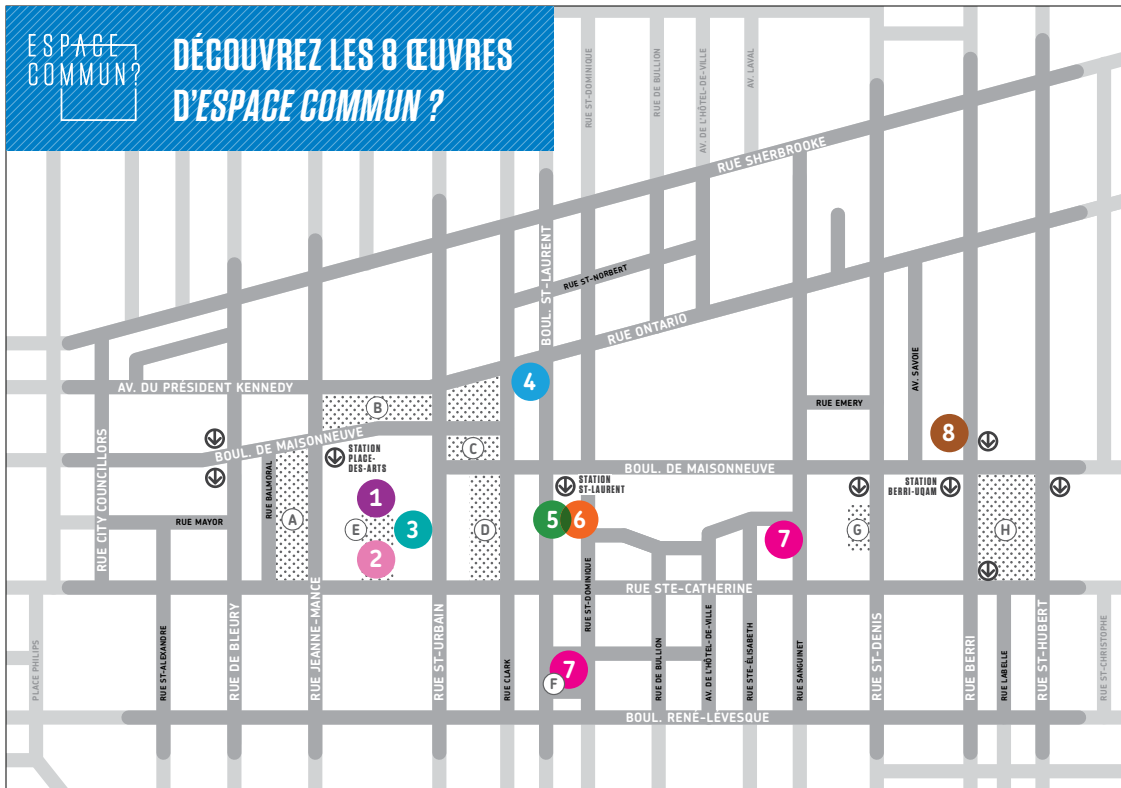 ESPACE
COMMUN?
DÉCOUVREZ LES 8 ŒUVRES
D'ESPACE COMMUN ?
RUE ST-DOMINIQUE
RUE DE BULLION
AV. DE L'HÔTEL-DE-VILLE
AV. LAVAL
RUE SHERBROOKE
BOUL. ST-LAURENT
RUE ST-NORBERT
RUE ONTARIO
AV. DU PRÉSIDENT KENNEDY
4
B
AV. SAVOIE
RUE EMERY
8
BOUL. DE MAISONNEUVE
C
STATION
PLACE-
DES-ARTS
BOUL. DE MAISONNEUVE
STATION
ST-LAURENT
STATION
BERRI-UQAM
RUE CITY COUNCILLORS
RUE BALMORAL
RUE MAYOR
A
1
E
3
2
D
5
6
7
G
H
RUE STE-CATHERINE
PLACE PHILIPS
RUE ST-ALEXANDRE
RUE DE BLEURY
RUE JEANNE-MANCE
RUE ST-URBAIN
RUE CLARK
RUE ST-DOMINIQUE
7
F
RUE DE BULLION
AV. DE L'HÔTEL-DE-VILLE
RUE STE-ÉLISABETH
RUE SANGUINET
RUE ST-DENIS
RUE BERRI
RUE LABELLE
RUE ST-HUBERT
RUE ST-CHRISTOPHE
BOUL. RENÉ-LÉVESQUE